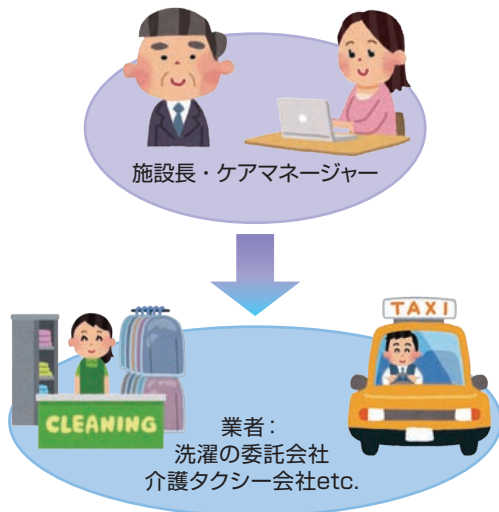 施設長・ケアマネージャー
TAXI
CLEANING
業者：
洗濯の委託会社
介護タクシー会社etc.